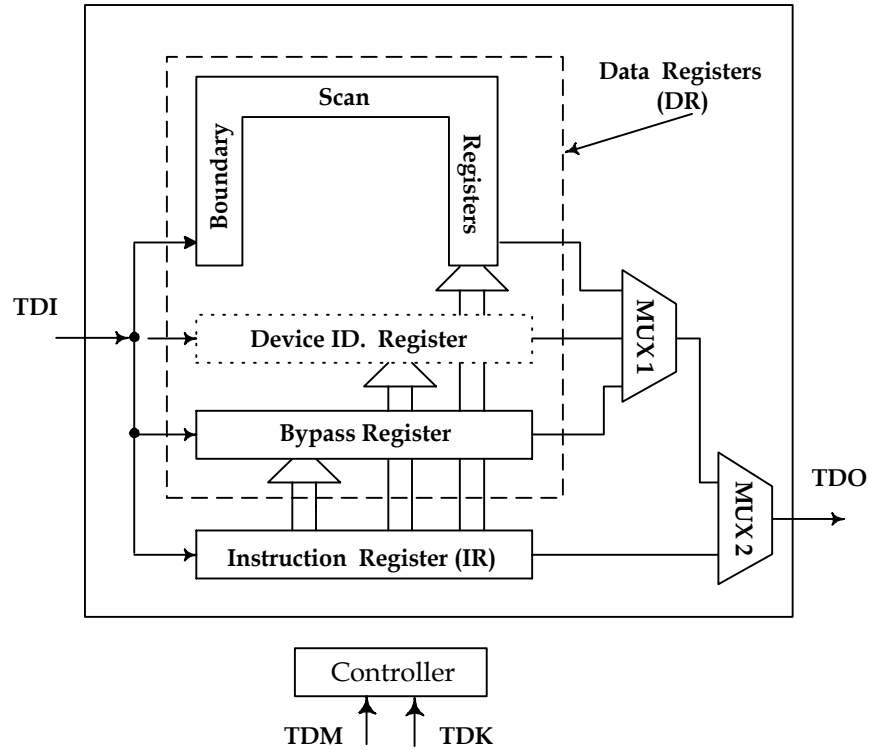 Scan
Boundary
Registers
Data Registers
(DR)
TDI
Device ID. Register
MUX 1
Bypass Register
MUX 2
TDO
Instruction Register (IR)
Controller
TDM
TDK